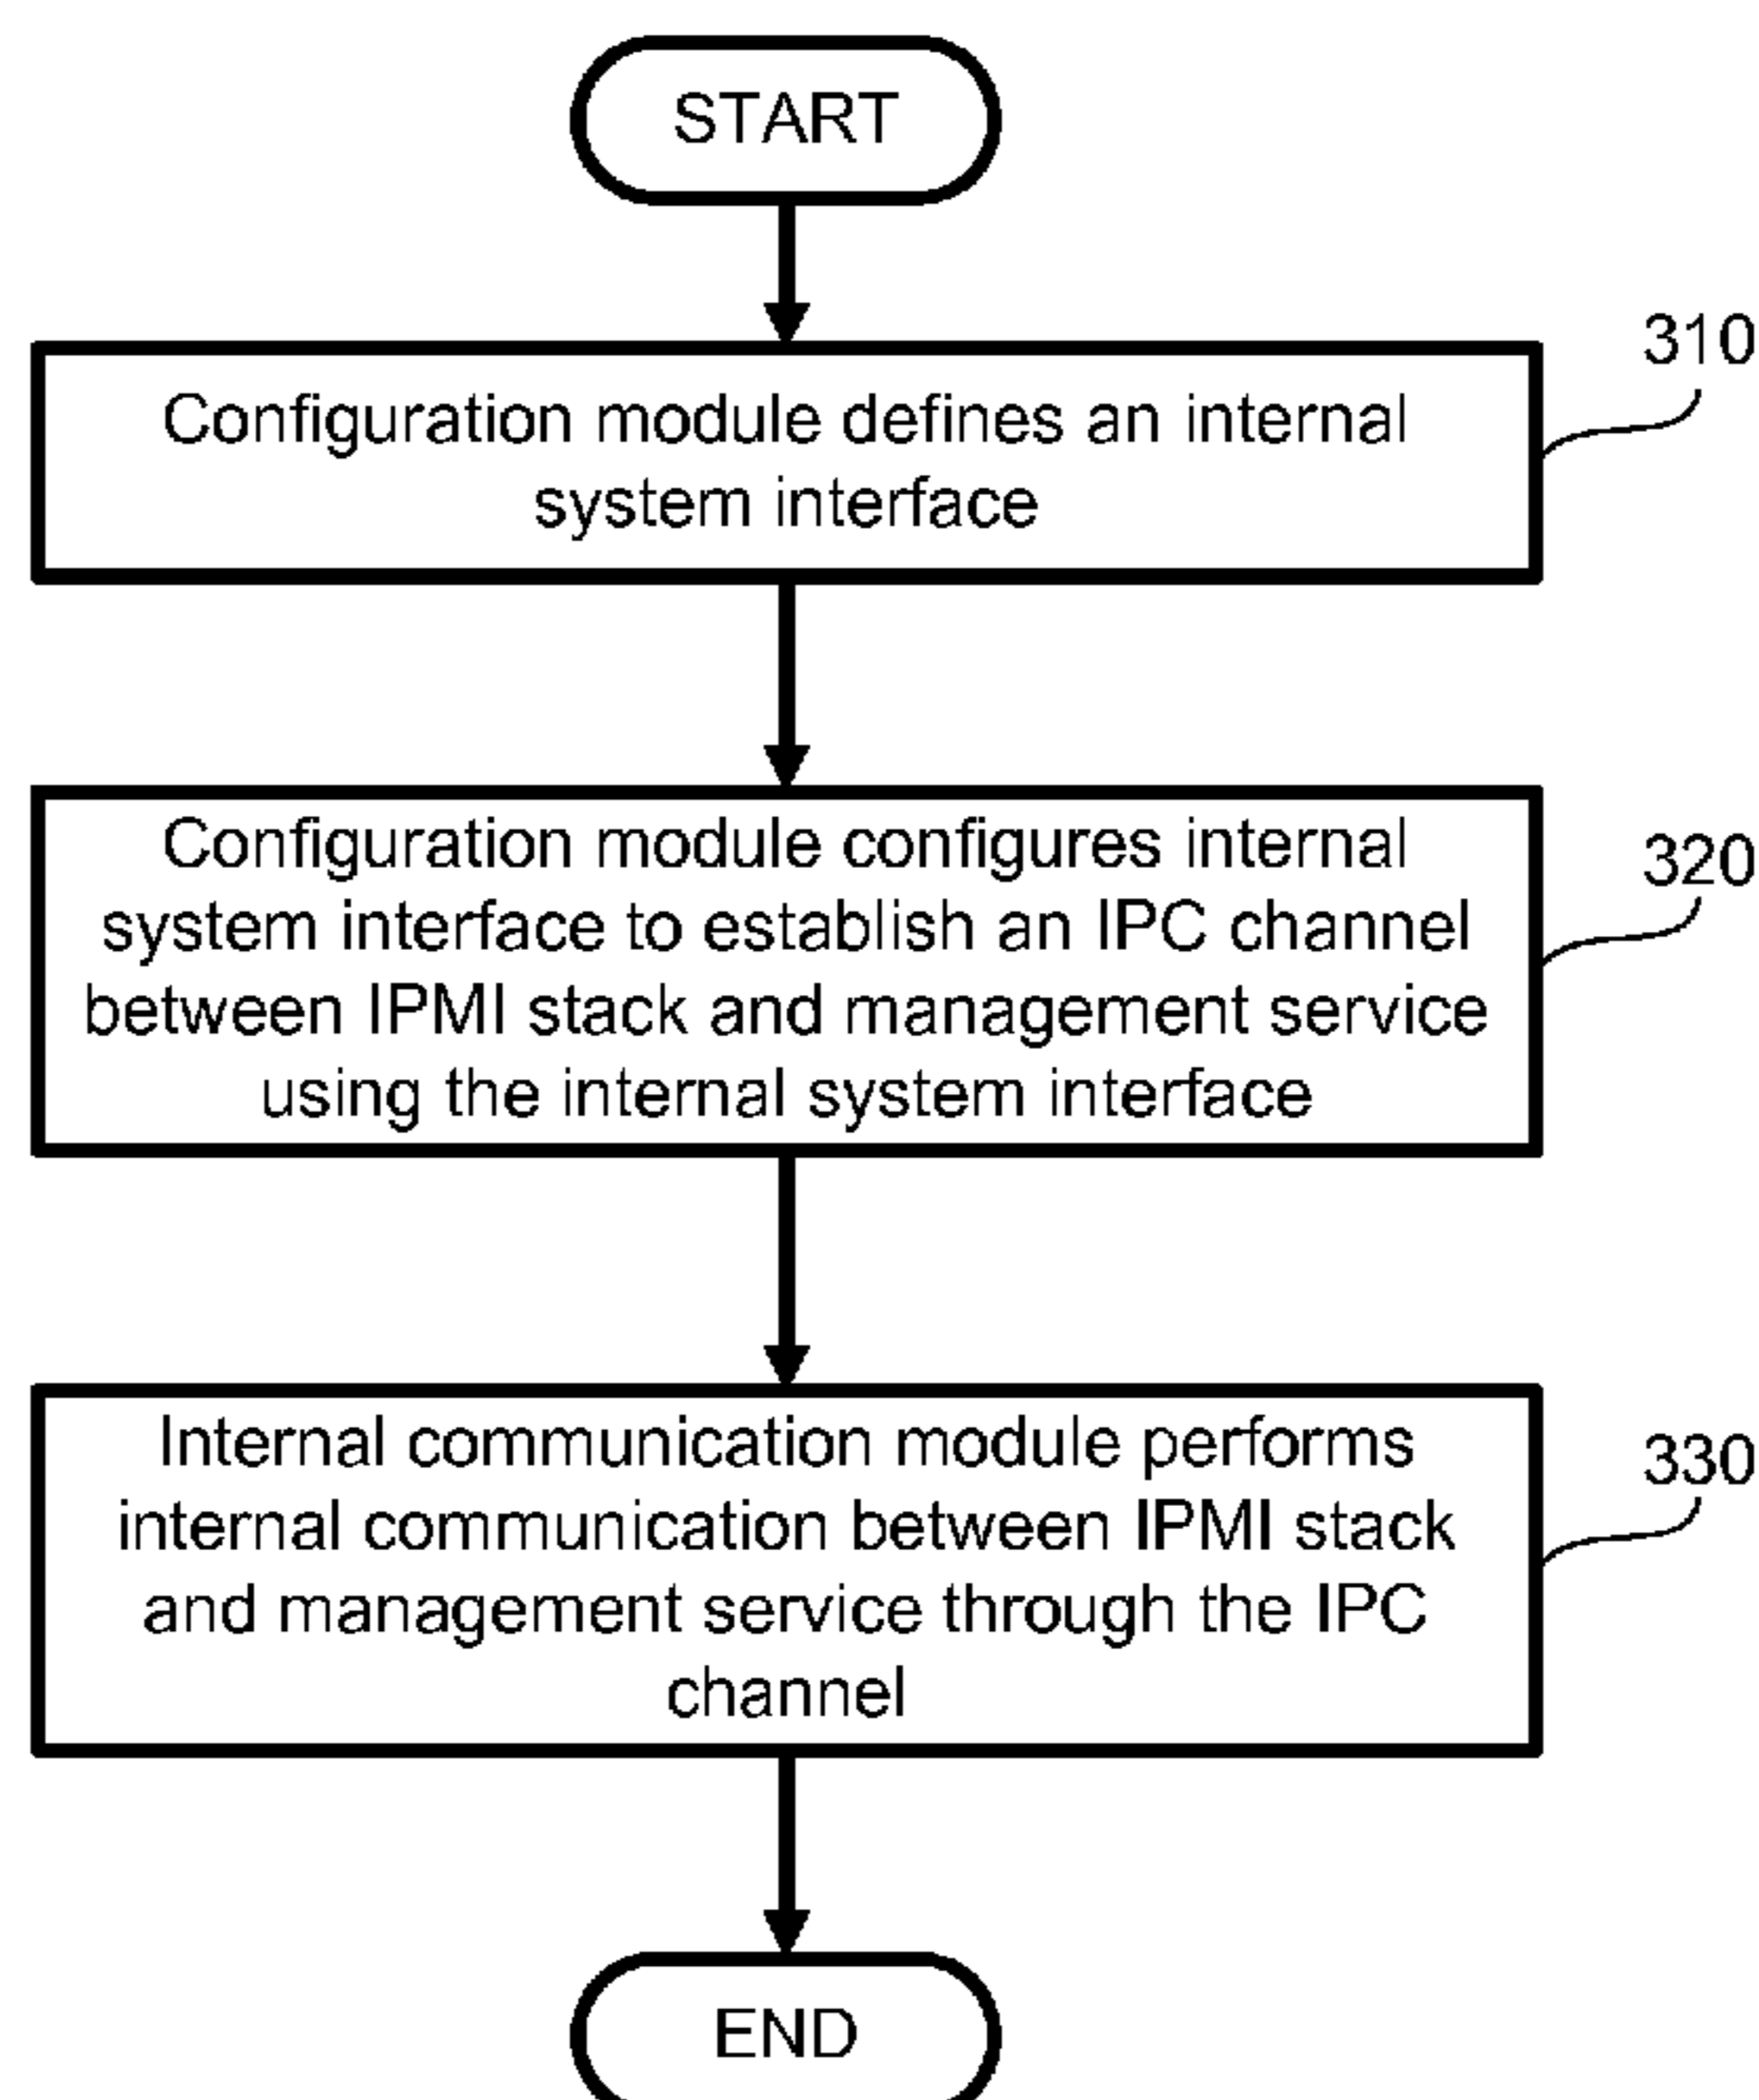 START
310
Configuration module defines an internal
system interface
320
Configuration module configures internal
system interface to establish an IPC channel
between IPMI stack and management service
using the internal system interface
330
Internal communication module performs
internal communication between IPMI stack
and management service through the IPC
channel
END